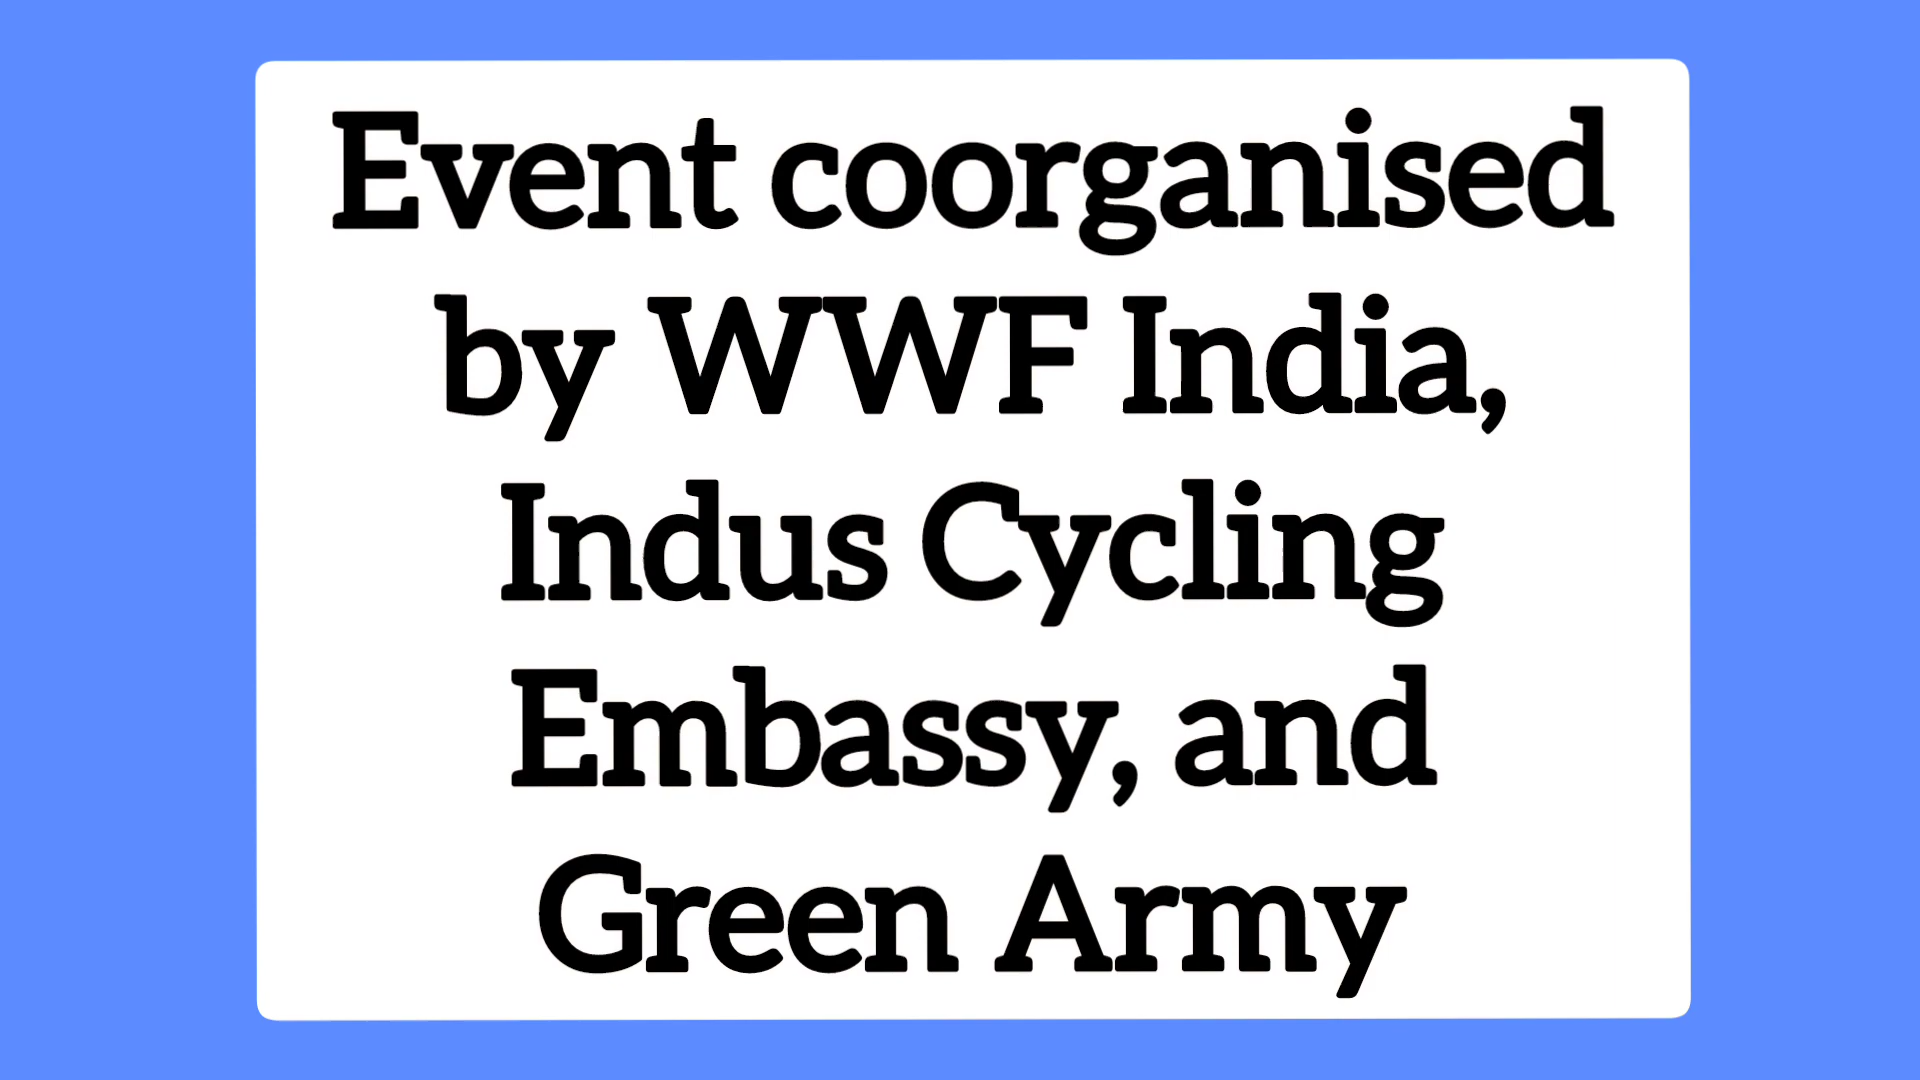 Event coorganised
by WWF India,
Indus Cycling
Embassy, and
Green Army